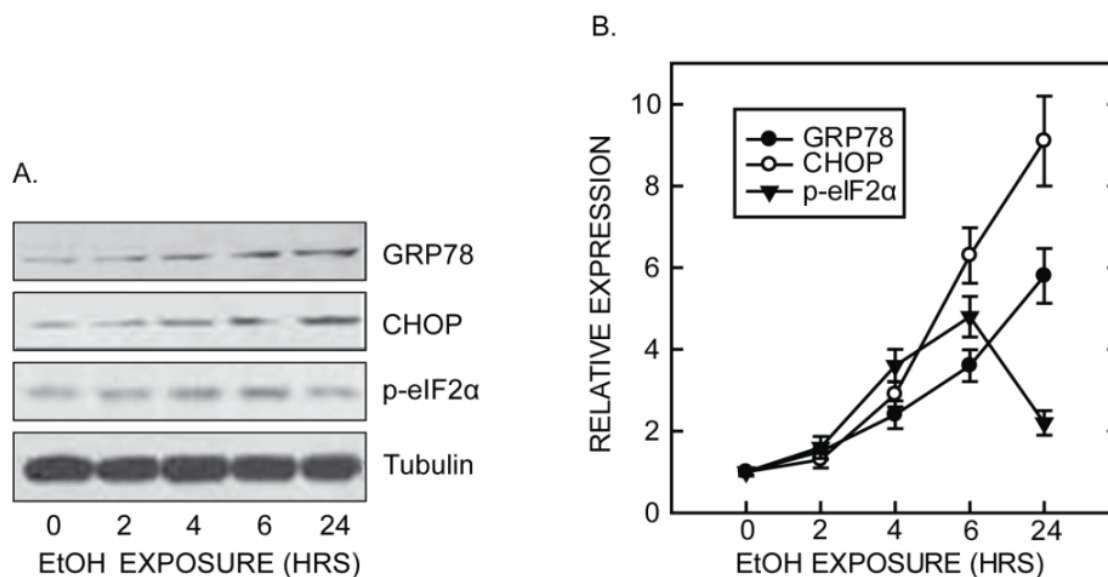 A.
GRP78
CHOP
p-eIF2α
Tubulin
0 2 4 6 24
EtOH EXPOSURE (HRS)
B.
RELATIVE EXPRESSION
10
8
6
4
2
0
GRP78
CHOP
p-eIF2α
0 2 4 6 24
EtOH EXPOSURE (HRS)